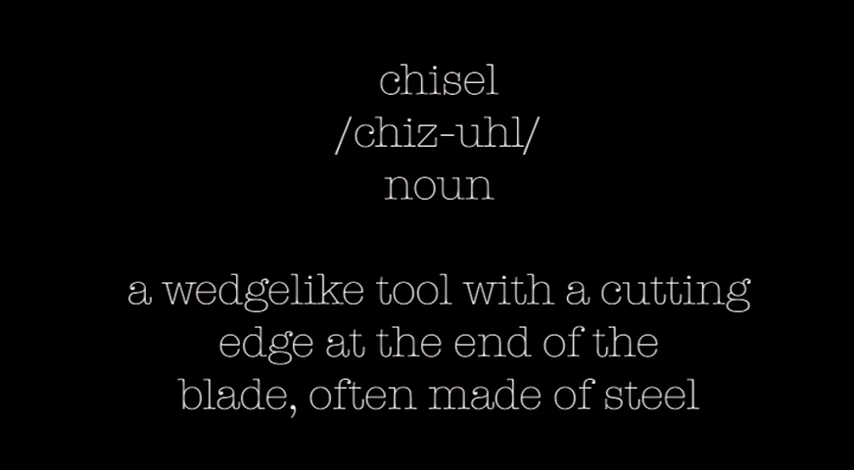 chisel
/chiz-uhl/
noun
a wedgelike tool with a cutting
edge at the end of the
blade, often made of steel